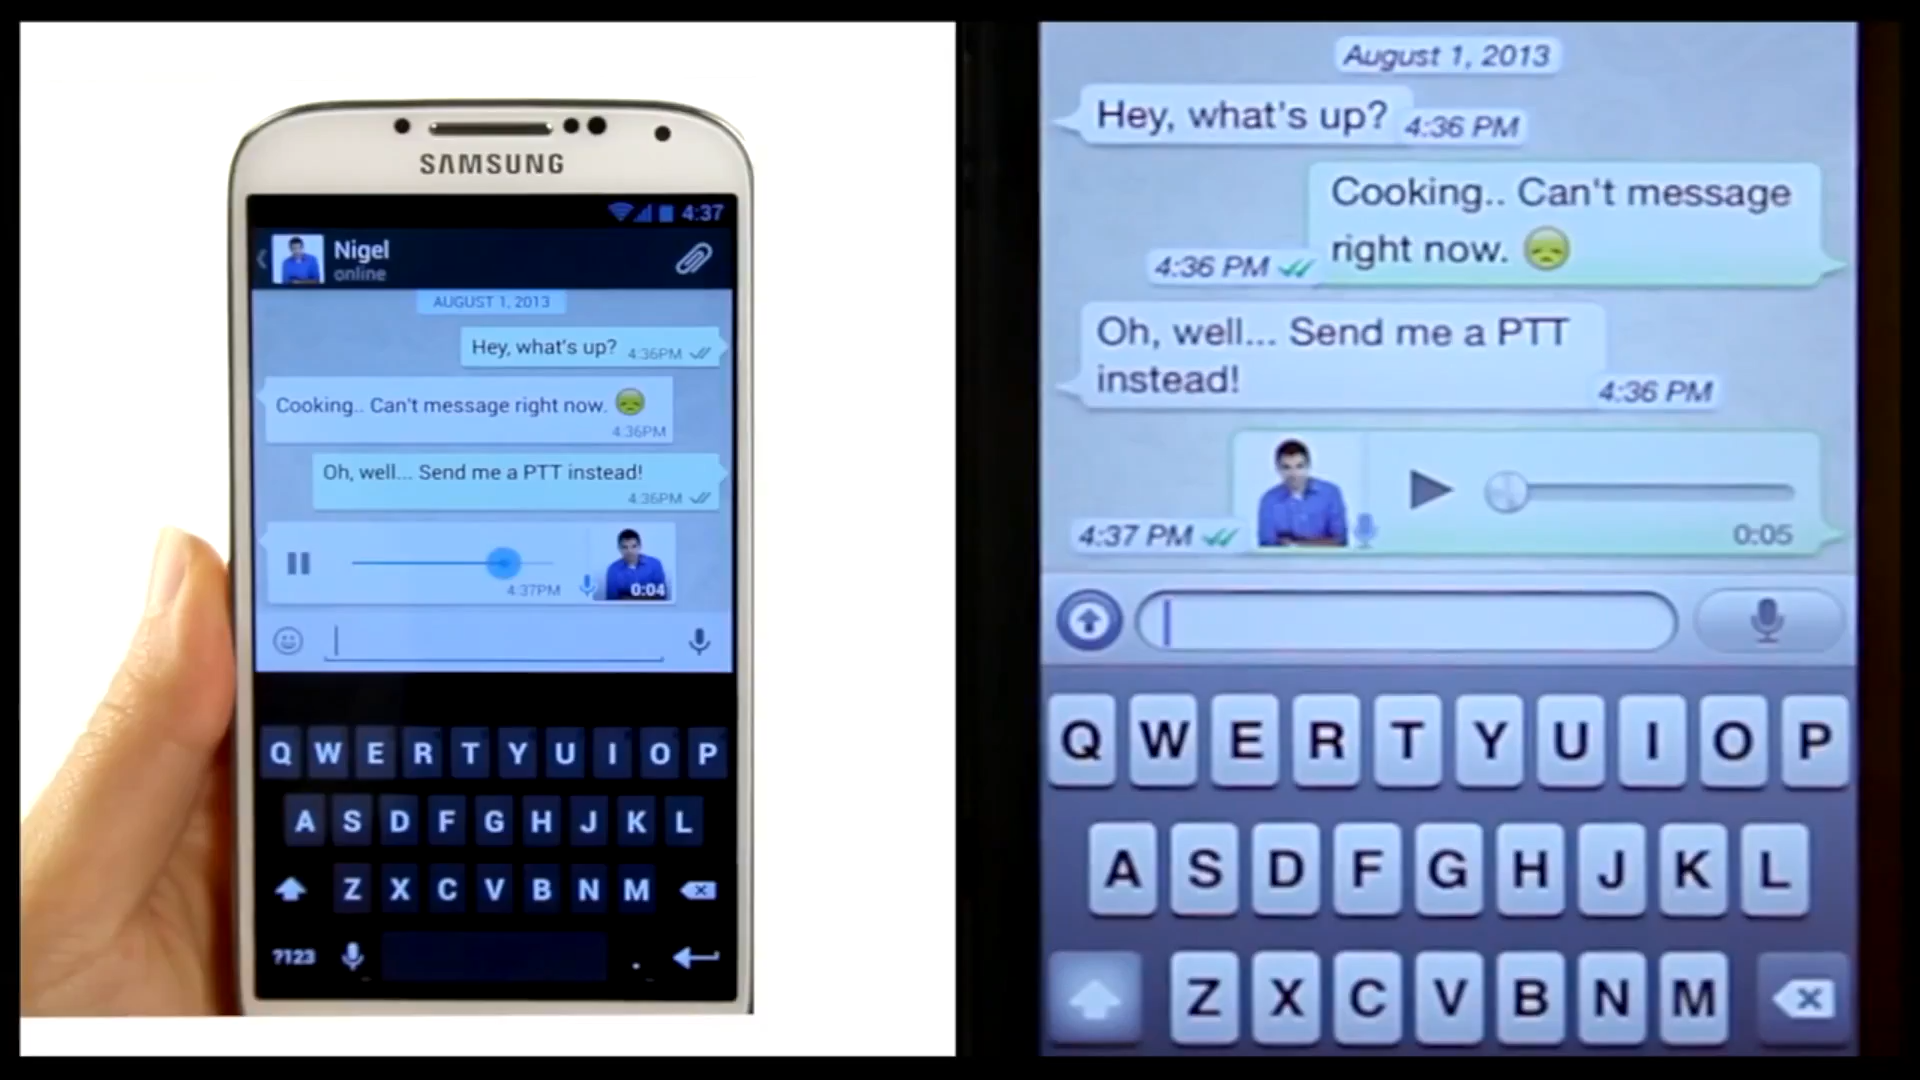 SAMSUNG
4:37
Nigel
online
AUGUST 1, 2013
Hey, what's up? 4:36PM
Cooking.. Can't message right now. 😞
4:36PM
Oh, well... Send me a PTT instead!
4:36PM
4:37PM
0:04
Q W E R T Y U I O P
A S D F G H J K L
Z X C V B N M
?123 .
August 1, 2013
Hey, what's up? 4:36 PM
Cooking.. Can't message
right now. 😞
4:36 PM
Oh, well... Send me a PTT
instead!
4:36 PM
0:05
4:37 PM
Q W E R T Y U I O P
A S D F G H J K L
Z X C V B N M